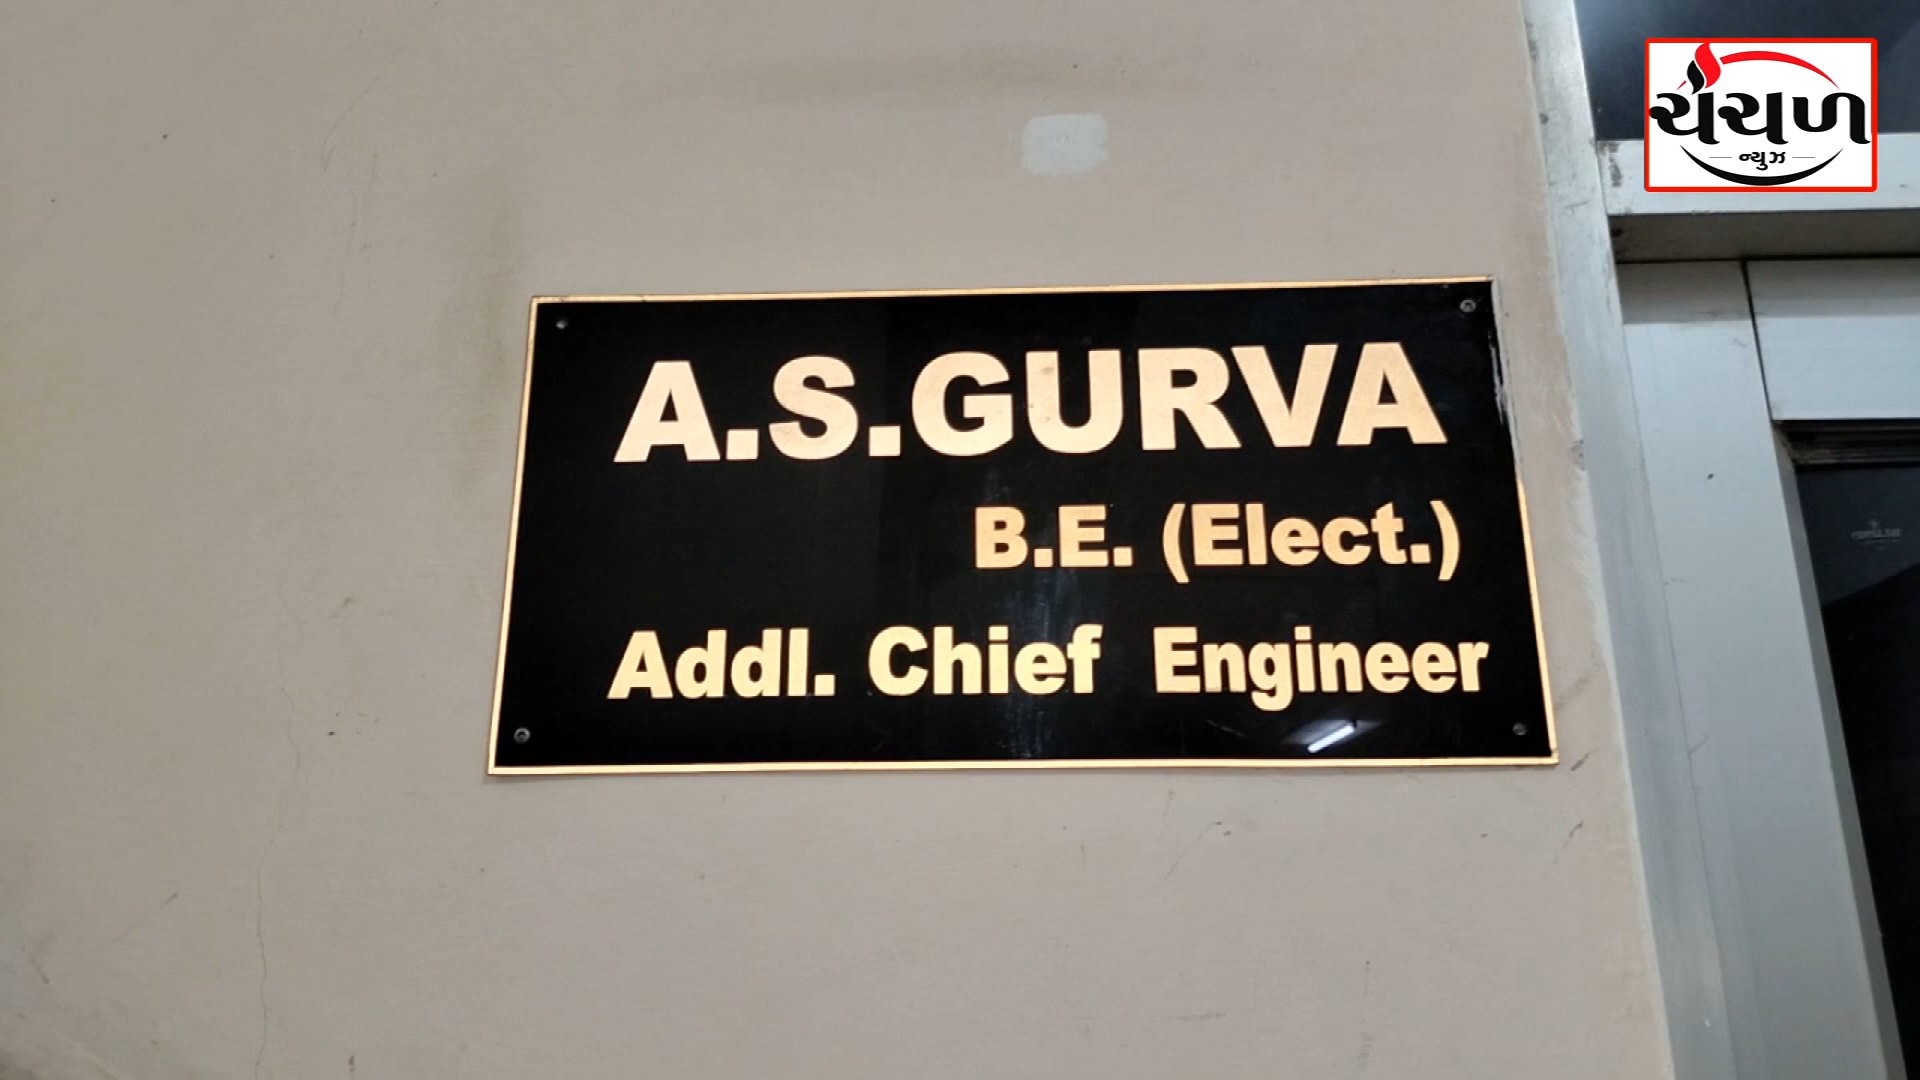 ચંચળ
ન્યુઝ
A.S.GURVA
B.E. (Elect.)
Addl. Chief Engineer